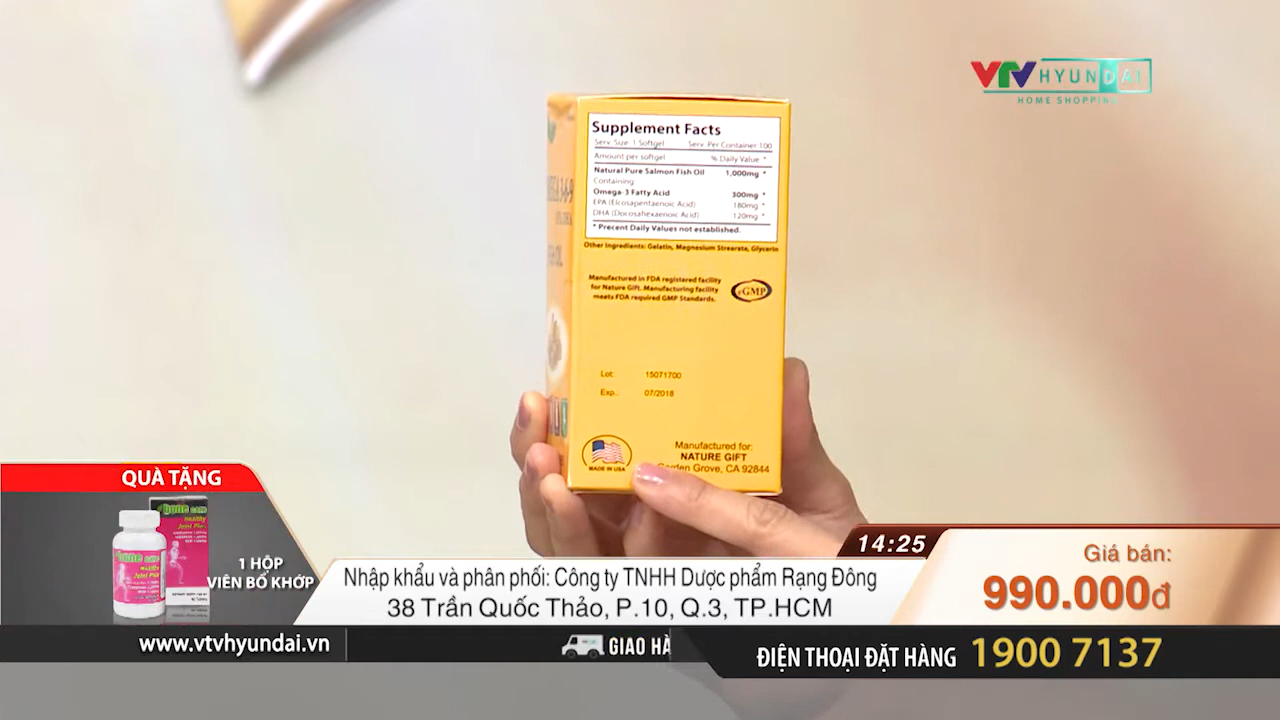 VTV HYUNDAI
HOME SHOPPING
Supplement Facts
Serv. Size: 1 Softgel Serv. Per Container 100
Amount per softgel % Daily Value *
Natural Pure Salmon Fish Oil 1,000mg *
Containing
Omega-3 Fatty Acid 300mg *
EPA (Eicosapentaenoic Acid) 180mg *
DHA (Docosahexaenoic Acid) 120mg *
* Precent Daily Values not established.
Other Ingredients: Gelatin, Magnesium Strearata, Glycerin
Manufactured in FDA registered facility
for Nature Gift. Manufacturing facility
meets FDA required GMP Standards.
cGMP
Lot: 15071700
Exp.: 07/2018
MADE IN USA
Manufactured for:
NATURE GIFT
Garden Grove, CA 92844
QUÀ TẶNG
bone
Healthy
Joint Plus
1 HỘP
VIÊN BỔ KHỚP
14:25
Nhập khẩu và phân phối: Công ty TNHH Dược phẩm Rạng Đông
38 Trần Quốc Thảo, P.10, Q.3, TP.HCM
Giá bán:
990.000đ
www.vtvhyundai.vn
GIAO HÀ
ĐIỆN THOẠI ĐẶT HÀNG 1900 7137